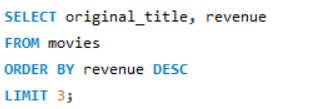 SELECT original_title, revenue
FROM movies
ORDER BY revenue DESC
LIMIT 3;